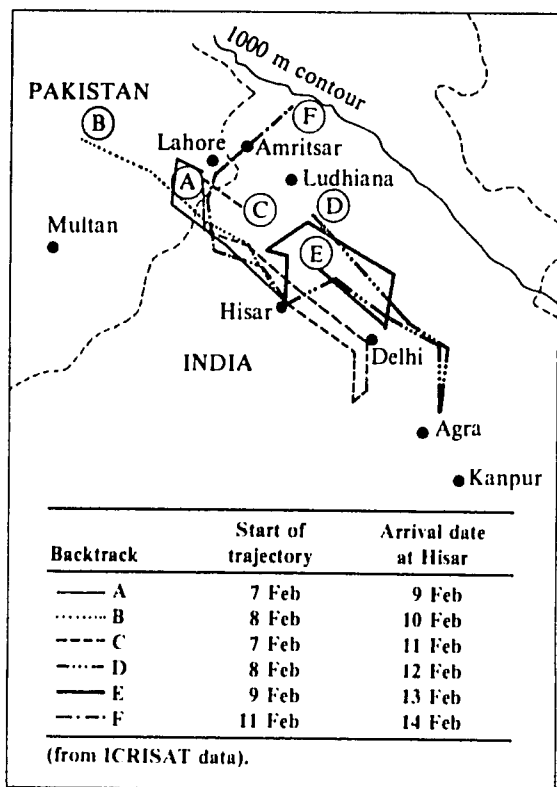 1000 m contour
PAKISTAN
B
F
Lahore
Amritsar
A
Ludhiana
C
D
Multan
E
Hisar
Delhi
INDIA
Agra
Kanpur
Backtrack Start of trajectory Arrival date at Hisar
A 7 Feb 9 Feb
B 8 Feb 10 Feb
C 7 Feb 11 Feb
D 8 Feb 12 Feb
E 9 Feb 13 Feb
F 11 Feb 14 Feb
(from ICRISAT data).